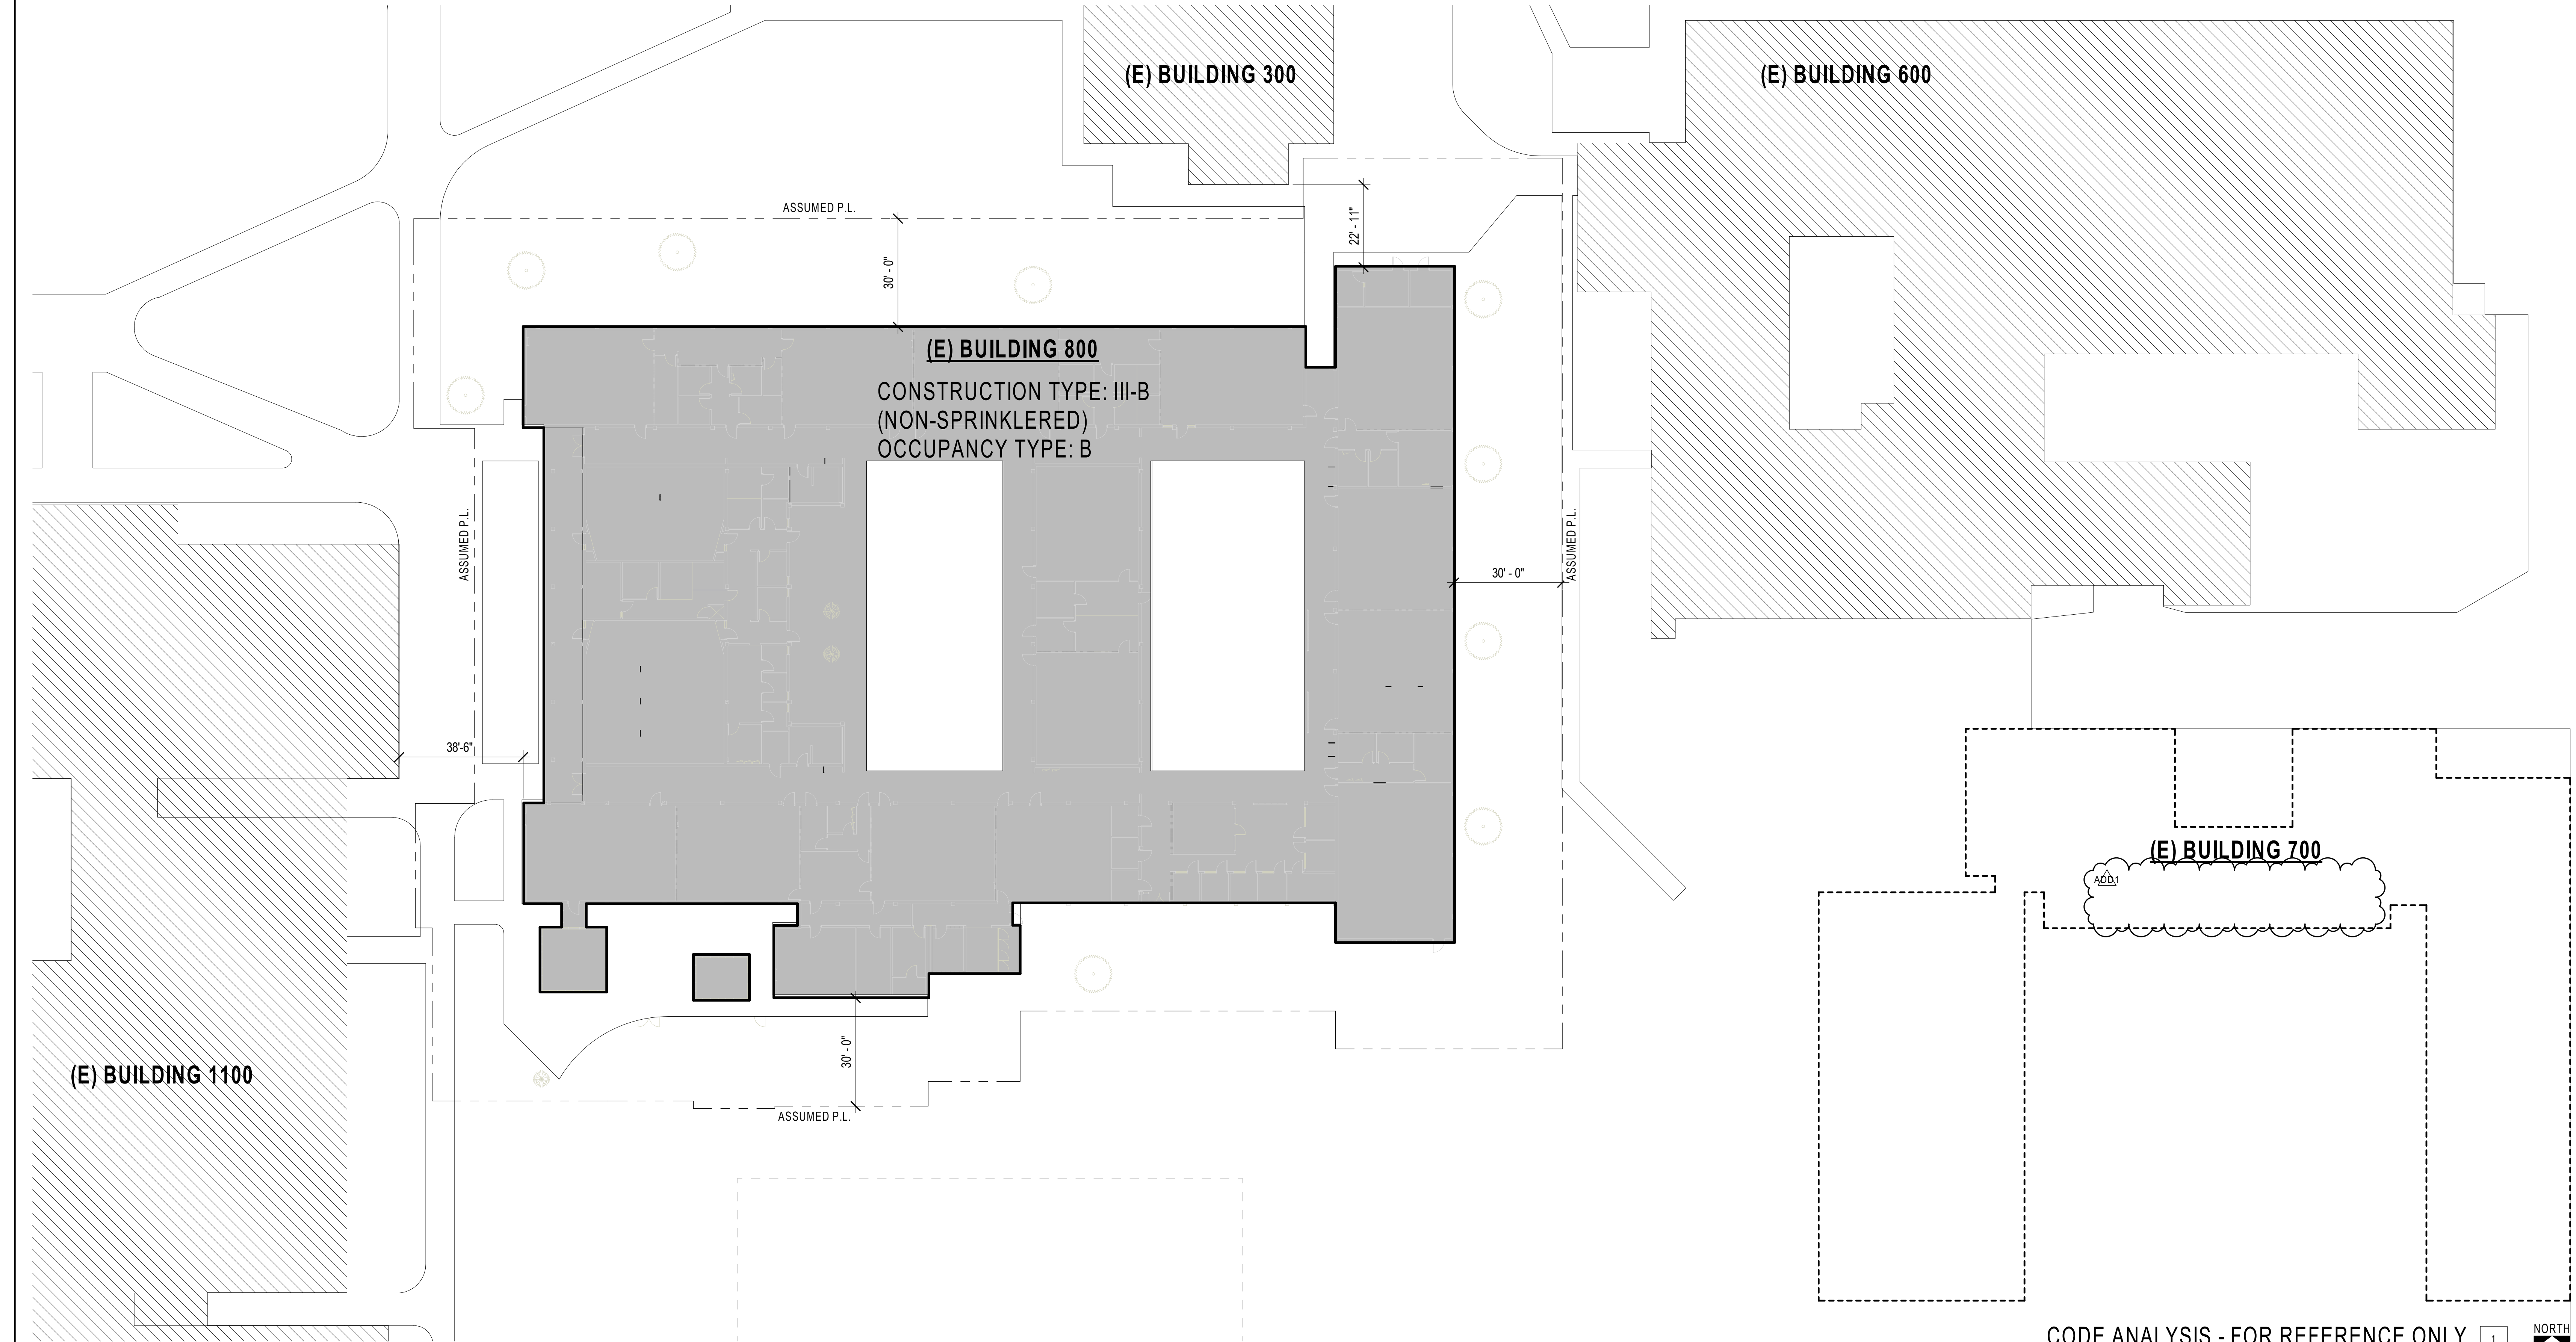 (E) BUILDING 300
(E) BUILDING 600
ASSUMED P.L.
22' - 11"
30' - 0"
(E) BUILDING 800
CONSTRUCTION TYPE: III-B
(NON-SPRINKLERED)
OCCUPANCY TYPE: B
ASSUMED P.L.
ASSUMED P.L.
30' - 0"
38'-6"
(E) BUILDING 700
ADD1
30' - 0"
(E) BUILDING 1100
ASSUMED P.L.
CODE ANALYSIS - FOR REFERENCE ONLY
1
NORTH